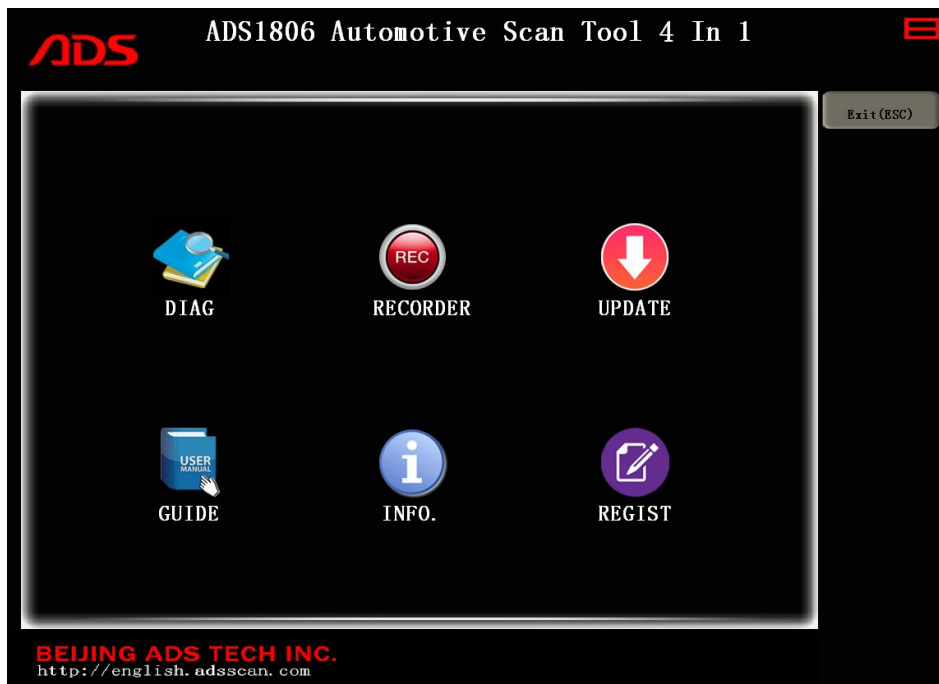 ADS
ADS1806 Automotive Scan Tool 4 In 1
Exit(ESC)
REC
DIAG
RECORDER
UPDATE
USER
MANUAL
GUIDE
INFO.
REGIST
BEIJING ADS TECH INC.
http://english.adsscan.com